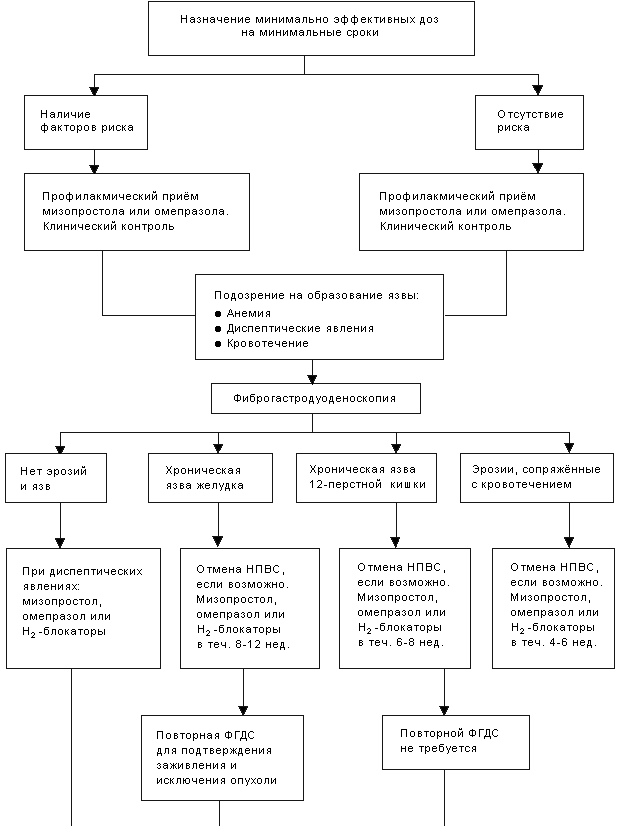 Назначение минимально эффективных доз
на минимальные сроки
Наличие
факторов риска
Отсутствие
риска
Профилакмический приём
мизопростола или омепразола.
Клинический контроль
Профилакмический приём
мизопростола или омепразола.
Клинический контроль
Подозрение на образование язвы:
● Анемия
● Диспептические явления
● Кровотечение
Фиброгастродуоденоскопия
Нет эрозий
и язв
Хроническая
язва желудка
Хроническая язва
12-перстной кишки
Эрозии, сопряжённые
с кровотечением
При диспептических
явлениях:
мизопростол,
омепразол или
H₂ -блокаторы
Отмена НПВС,
если возможно.
Мизопростол,
омепразол или
H₂ -блокаторы
в теч. 8-12 нед.
Отмена НПВС,
если возможно.
Мизопростол,
омепразол или
H₂ -блокаторы
в теч. 6-8 нед.
Отмена НПВС,
если возможно.
Мизопростол,
омепразол или
H₂ -блокаторы
в теч. 4-6 нед.
Повторная ФГДС
для подтверждения
заживления и
исключения опухоли
Повторной ФГДС
не требуется